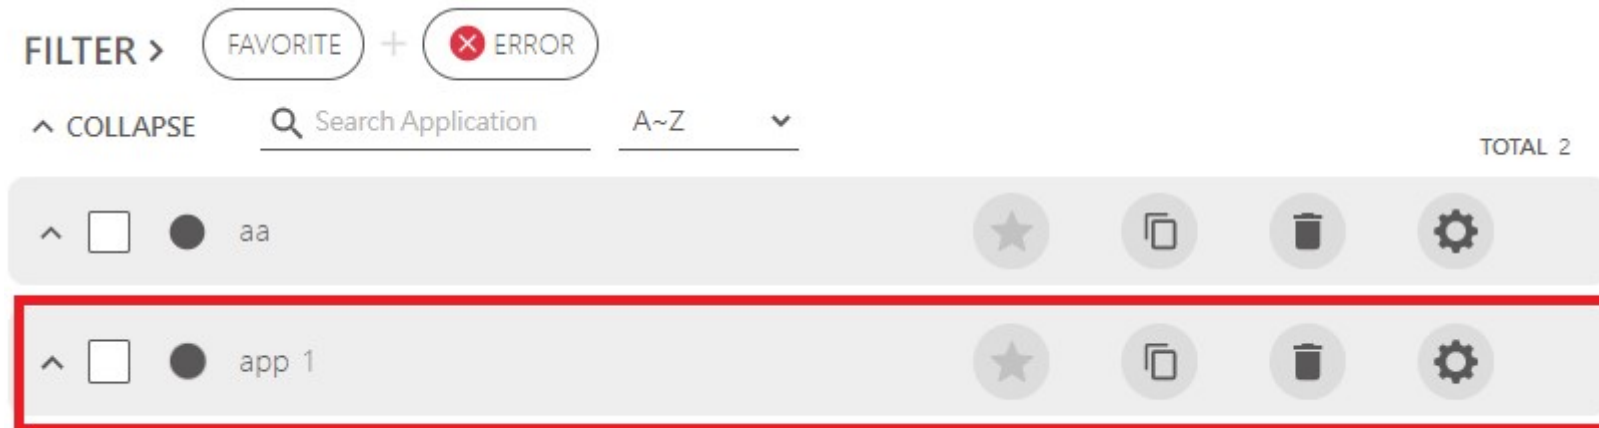 FILTER > FAVORITE + ERROR
COLLAPSE Search Application A~Z
TOTAL 2
aa
app 1